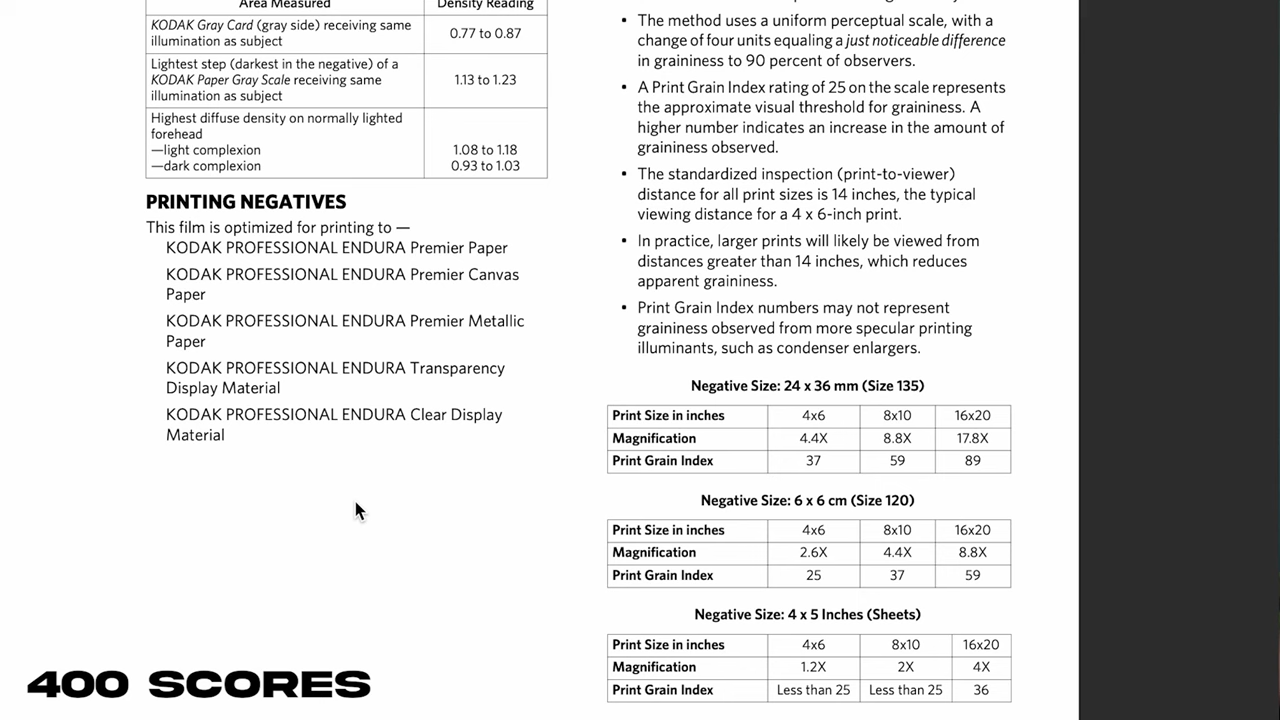 Area Measured Density Reading
KODAK Gray Card (gray side) receiving same
illumination as subject
0.77 to 0.87
Lightest step (darkest in the negative) of a
KODAK Paper Gray Scale receiving same
illumination as subject
1.13 to 1.23
Highest diffuse density on normally lighted
forehead
—light complexion 1.08 to 1.18
—dark complexion 0.93 to 1.03
PRINTING NEGATIVES
This film is optimized for printing to —
KODAK PROFESSIONAL ENDURA Premier Paper
KODAK PROFESSIONAL ENDURA Premier Canvas
Paper
KODAK PROFESSIONAL ENDURA Premier Metallic
Paper
KODAK PROFESSIONAL ENDURA Transparency
Display Material
KODAK PROFESSIONAL ENDURA Clear Display
Material
• The method uses a uniform perceptual scale, with a
change of four units equaling a just noticeable difference
in graininess to 90 percent of observers.
• A Print Grain Index rating of 25 on the scale represents
the approximate visual threshold for graininess. A
higher number indicates an increase in the amount of
graininess observed.
• The standardized inspection (print-to-viewer)
distance for all print sizes is 14 inches, the typical
viewing distance for a 4 x 6-inch print.
• In practice, larger prints will likely be viewed from
distances greater than 14 inches, which reduces
apparent graininess.
• Print Grain Index numbers may not represent
graininess observed from more specular printing
illuminants, such as condenser enlargers.
Negative Size: 24 x 36 mm (Size 135)
Print Size in inches 4x6 8x10 16x20
Magnification 4.4X 8.8X 17.8X
Print Grain Index 37 59 89
Negative Size: 6 x 6 cm (Size 120)
Print Size in inches 4x6 8x10 16x20
Magnification 2.6X 4.4X 8.8X
Print Grain Index 25 37 59
Negative Size: 4 x 5 Inches (Sheets)
Print Size in inches 4x6 8x10 16x20
Magnification 1.2X 2X 4X
Print Grain Index Less than 25 Less than 25 36
400 SCORES